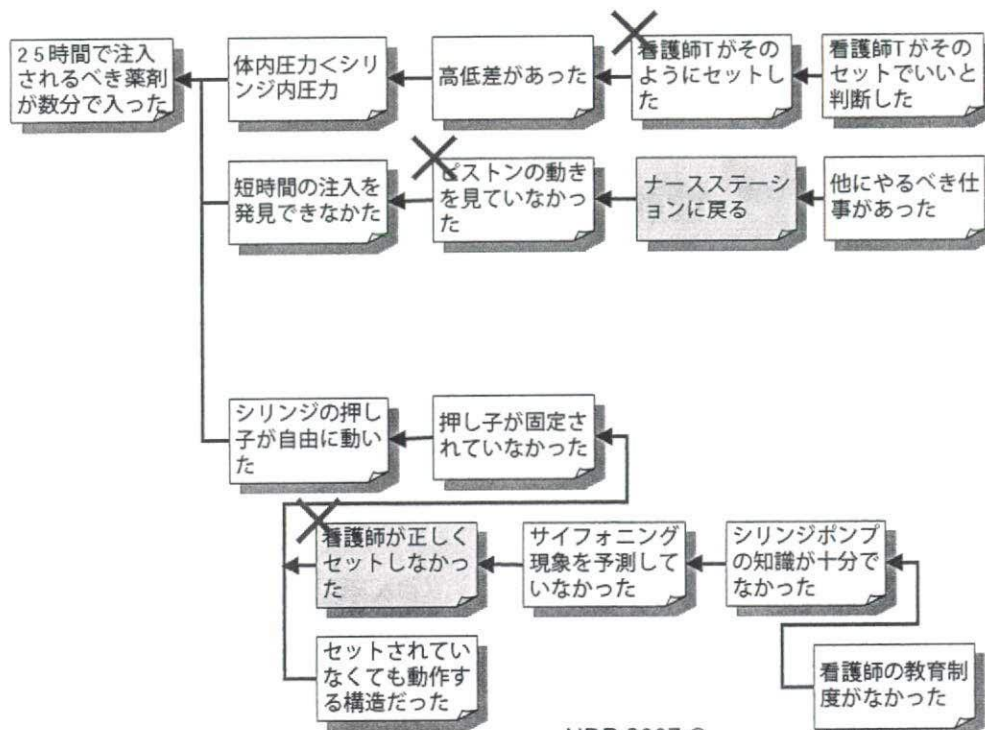 25時間で注入
されるべき薬剤
が数分で入った
体内圧力<シリ
ンジ内圧力
高低差があった
看護師Tがその
ようにセットし
た
看護師Tがその
セットでいいと
判断した
短時間の注入を
発見できなかた
ピストンの動き
を見ていなかっ
た
ナースステーシ
ョンに戻る
他にやるべき仕
事があった
シリンジの押し
子が自由に動い
た
押し子が固定さ
れていなかった
看護師が正しく
セットしなかっ
た
サイフォニング
現象を予測して
いなかった
シリンジポンプ
の知識が十分で
なかった
セットされてい
なくても動作す
る構造だった
看護師の教育制
度がなかった